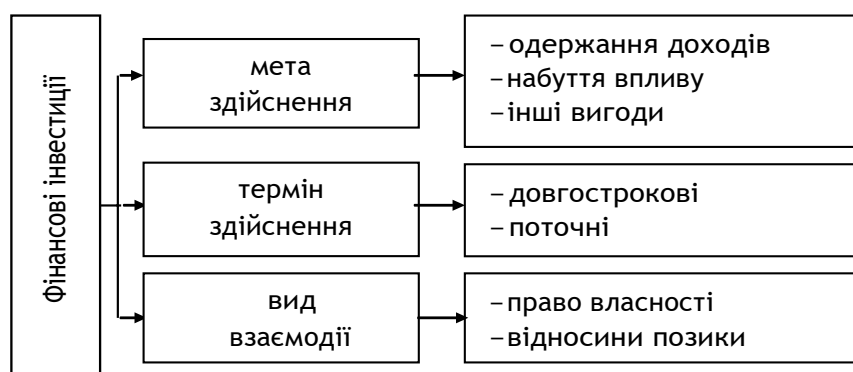 Фінансові інвестиції
мета
здійснення
– одержання доходів
– набуття впливу
– інші вигоди
термін
здійснення
– довгострокові
– поточні
вид
взаємодії
– право власності
– відносини позики